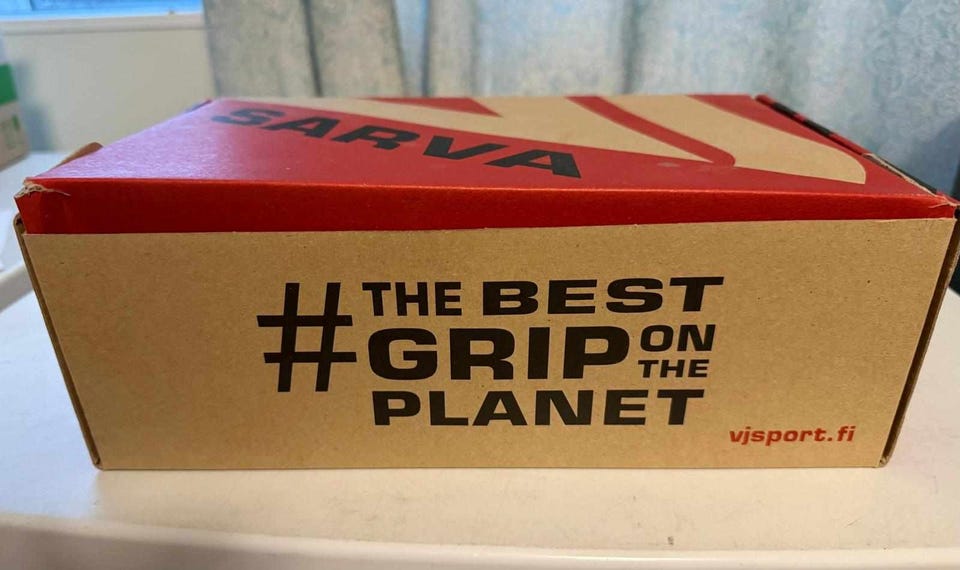 SARVA
#THE BEST
GRIP ON
THE
PLANET
vjsport.fi